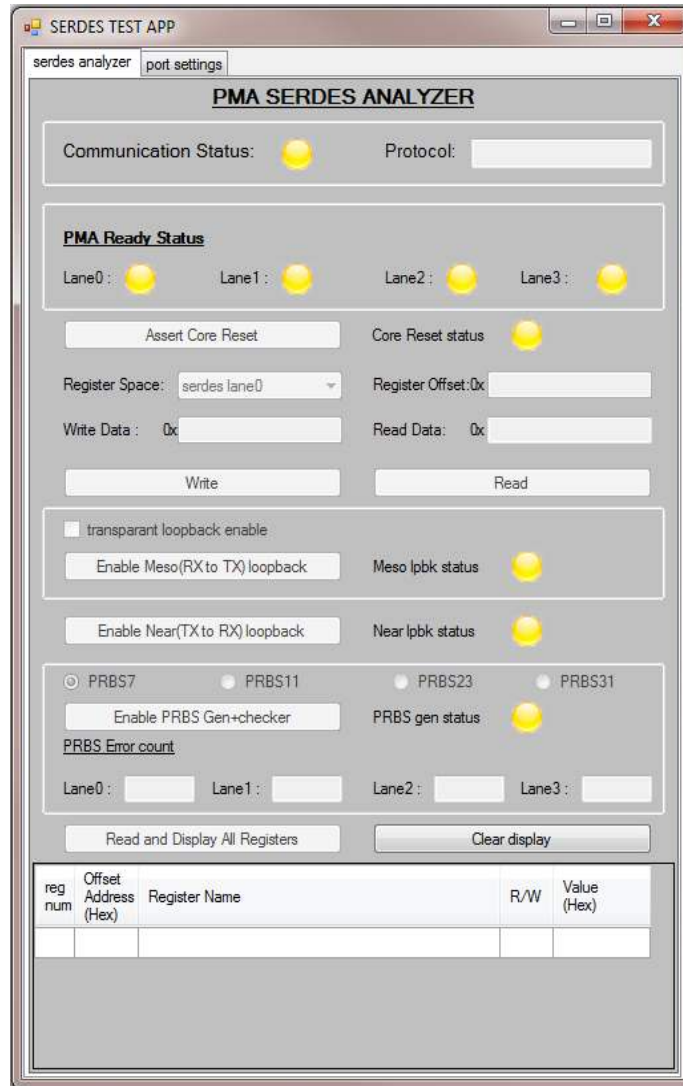 SERDES TEST APP
serdes analyzer port settings
PMA SERDES ANALYZER
Communication Status: Protocol:
PMA Ready Status
Lane0 : Lane1 : Lane2 : Lane3 :
Assert Core Reset Core Reset status
Register Space: serdes lane0 Register Offset:0x
Write Data : 0x Read Data: 0x
Write Read
transparant loopback enable
Enable Meso(RX to TX) loopback Meso lpbk status
Enable Near(TX to RX) loopback Near lpbk status
PRBS7 PRBS11 PRBS23 PRBS31
Enable PRBS Gen+checker PRBS gen status
PRBS Error count
Lane0 : Lane1 : Lane2 : Lane3 :
Read and Display All Registers Clear display
reg num Offset Address (Hex) Register Name R/W Value (Hex)